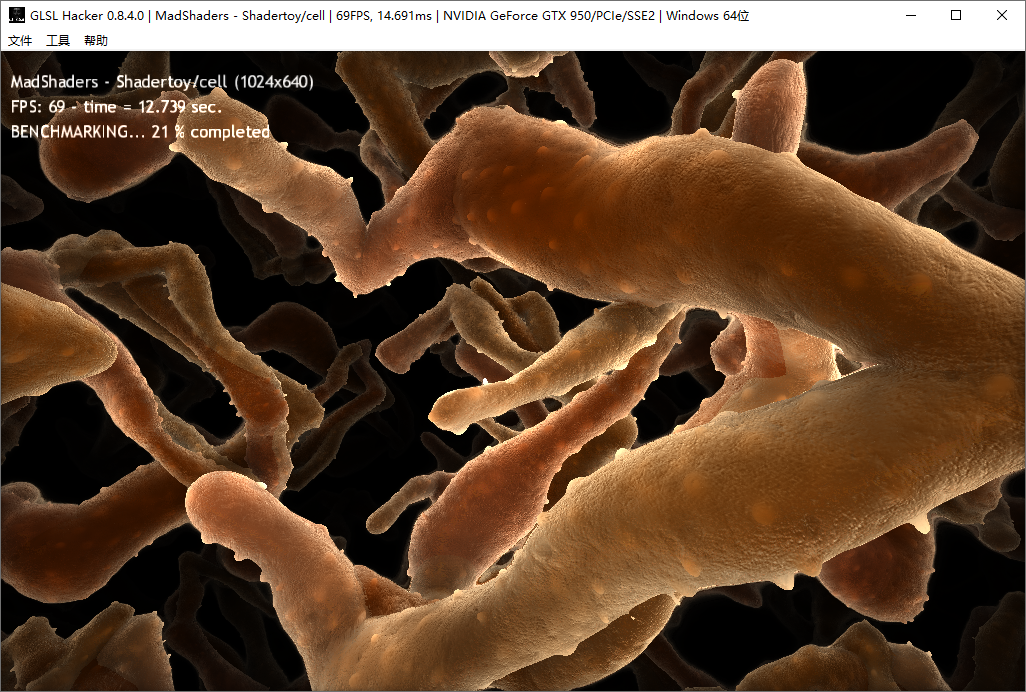 GLSL Hacker 0.8.4.0 | MadShaders - Shadertoy/cell | 69FPS, 14.691ms | NVIDIA GeForce GTX 950/PCIe/SSE2 | Windows 64位
文件 工具 帮助
MadShaders - Shadertoy/cell (1024x640)
FPS: 69 - time = 12.739 sec.
BENCHMARKING... 21 % completed